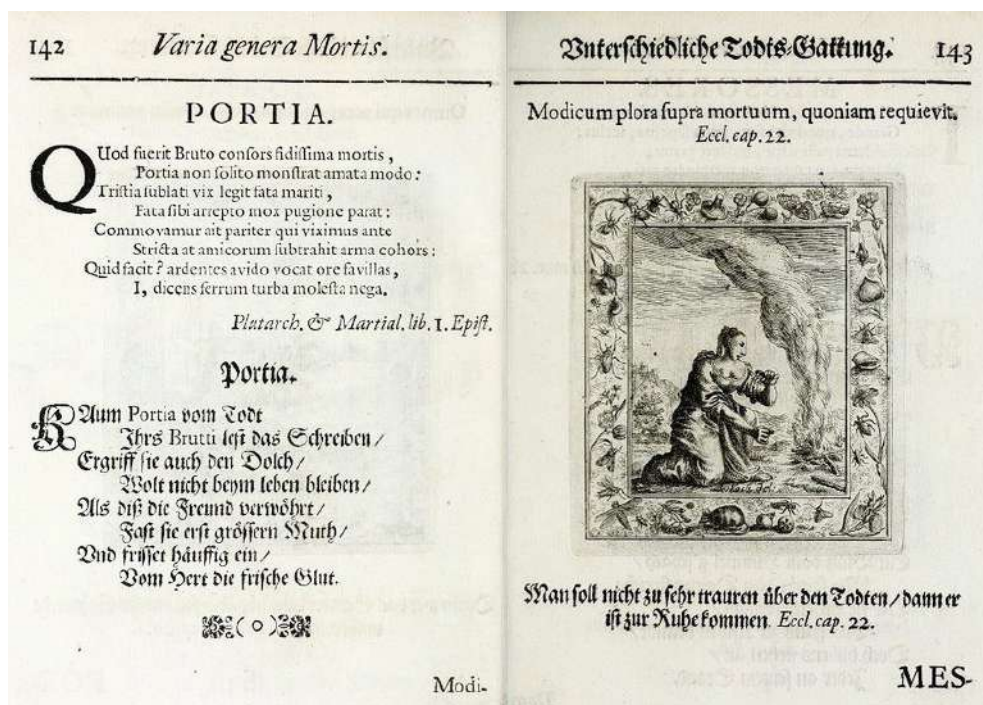 142 Varia genera Mortis.
PORTIA.
QUod fuerit Bruto conſors fidiſſima mortis,
Portia non ſolito monſtrat amata modo:
Triſtia ſublati vix legit fata mariti,
Fata ſibi arrepto mox pugione parat:
Commovamur ait pariter qui viximus ante
Stricta at amicorum ſubtrahit arma cohors:
Quid facit? ardentes avido vocat ore favillas,
I, dicens ferrum turba moleſta nega.
Plutarch. & Martial. lib. 1. Epiſt.
Portia.
KAum Portia vom Todt
Ihrs Brutti leſt das Schreiben/
Ergriff ſie auch den Dolch/
Wolt nicht beym leben bleiben/
Als diß die Freund verwöhrt/
Faſt ſie erſt gröſſern Muth/
Vnd friſſet häuffig ein/
Vom Hert die friſche Glut.
( o )
Modi-
Vnterſchiedliche Todts-Gattung. 143
Modicum plora ſupra mortuum, quoniam requievit.
Eccl. cap. 22.
Man ſoll nicht zu ſehr trauren über den Todten/ dann er
iſt zur Ruhe kommen. Eccl. cap. 22.
MES-